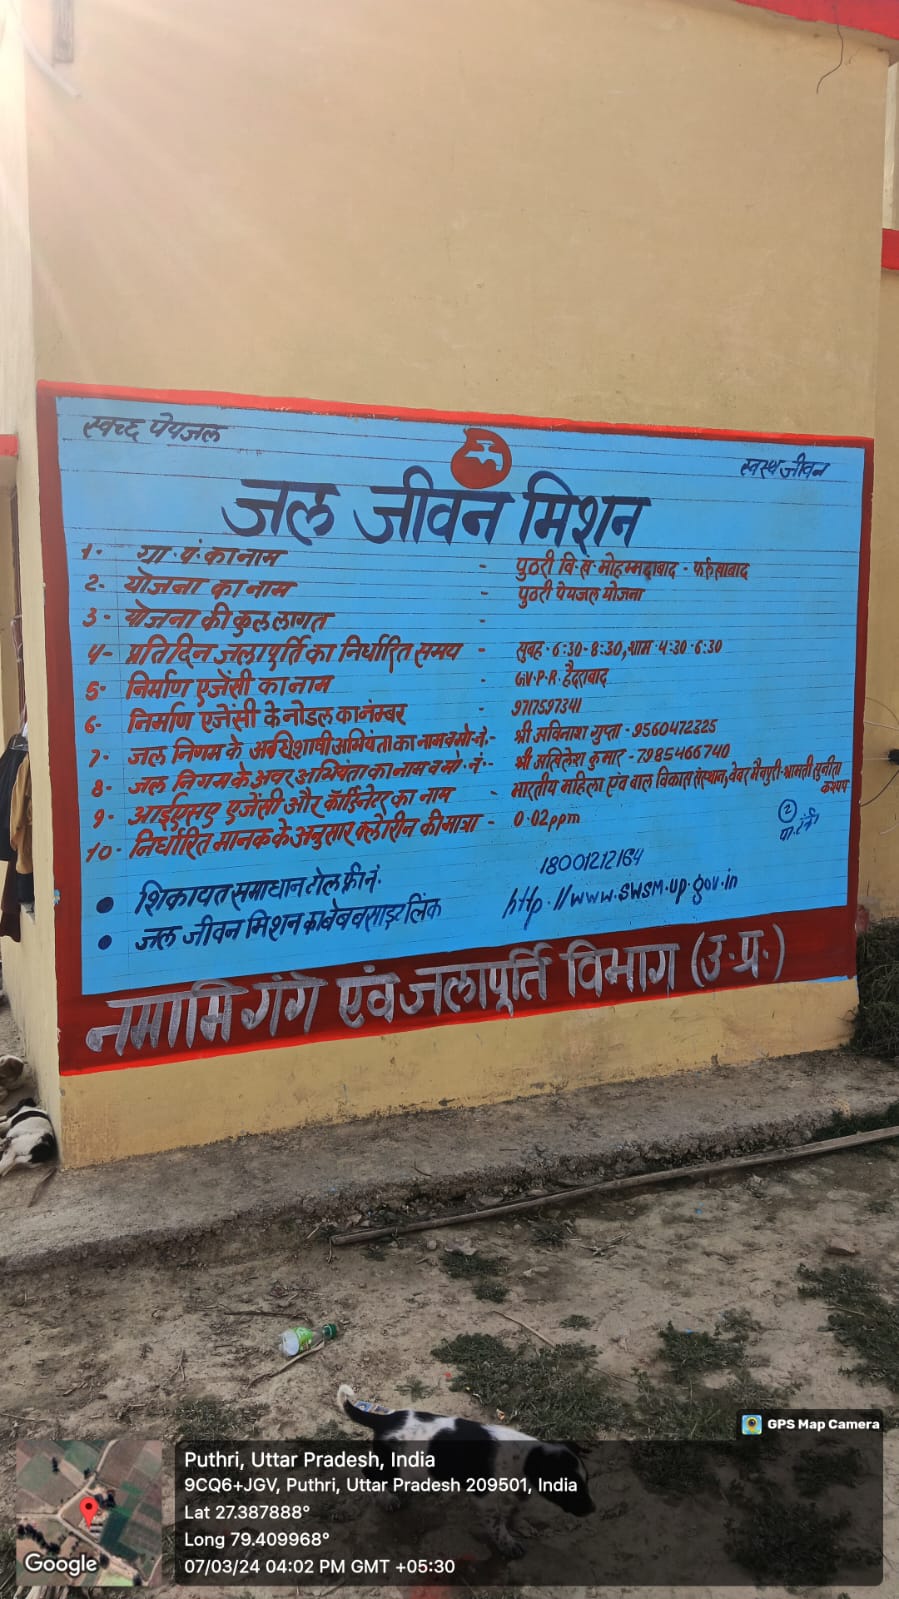 स्वच्छ पेयजल
स्वस्थ जीवन
जल जीवन मिशन
1- ग्रा.पं. का नाम - पुठरी वि.ख. मोहम्मदाबाद - फर्रुखाबाद
2- योजना का नाम - पुठरी पेयजल योजना
3- योजना की कुल लागत -
4- प्रतिदिन जलापूर्ति का निर्धारित समय - सुबह - 6:30-8:30, शाम - 4:30-6:30
5- निर्माण एजेंसी का नाम - G.V.P.R. हैदराबाद
6- निर्माण एजेंसी के नोडल का नंम्बर - 9717597341
7- जल निगम के अधिशाषी अभियंता का नाम व मो.नं.- श्री अविनाश गुप्ता - 9560472325
8- जल निगम के अवर अभियंता का नाम व मो.नं.- श्री अखिलेश कुमार - 7985466740
9- आईएसए एजेंसी और कॉर्डिनेटर का नाम - भारतीय महिला एंव बाल विकास संस्थान, बेवर मैनपुरी - श्रीमती सुनीता कश्यप
10- निर्धारित मानक के अनुसार क्लोरीन की मात्रा - 0.02ppm
2
● शिकायत समाधान टोल फ्री नं. 18001212164
● जल जीवन मिशन का बेबवसाइट लिंक http://www.swsm.up.gov.in
नमामि गंगे एंव जलापूर्ति विभाग (उ.प्र.)
GPS Map Camera
Puthri, Uttar Pradesh, India
9CQ6+JGV, Puthri, Uttar Pradesh 209501, India
Lat 27.387888°
Long 79.409968°
07/03/24 04:02 PM GMT +05:30
Google